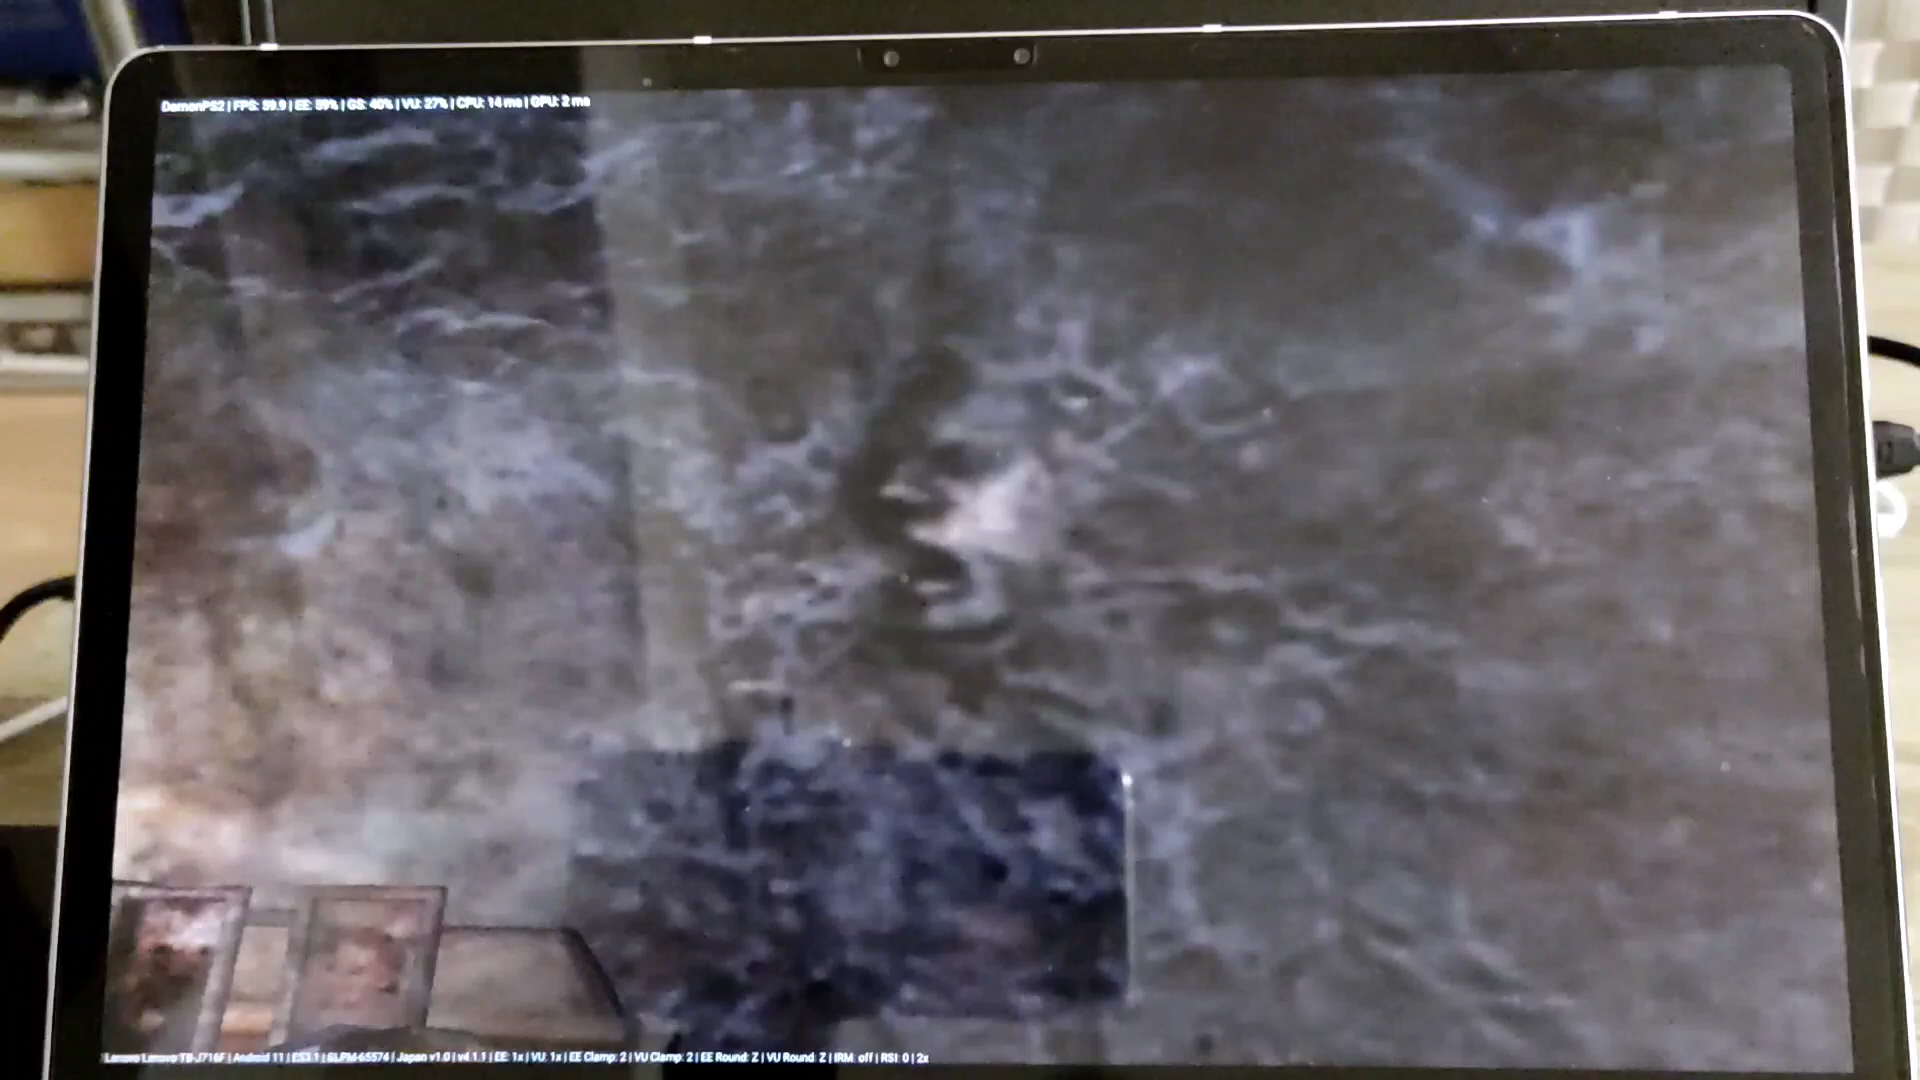 DamonPS2 | FPS: 59.9 | EE: 59% | GS: 40% | VU: 27% | CPU: 14 ms | GPU: 2 ms
Lenovo Lenovo TB-J716F | Android 11 | ES3.1 | SLPM-65574 | Japan v1.0 | v4.1.1 | EE: 1x | VU: 1x | EE Clamp: 2 | VU Clamp: 2 | EE Round: Z | VU Round: Z | IRM: off | RSI: 0 | 2x